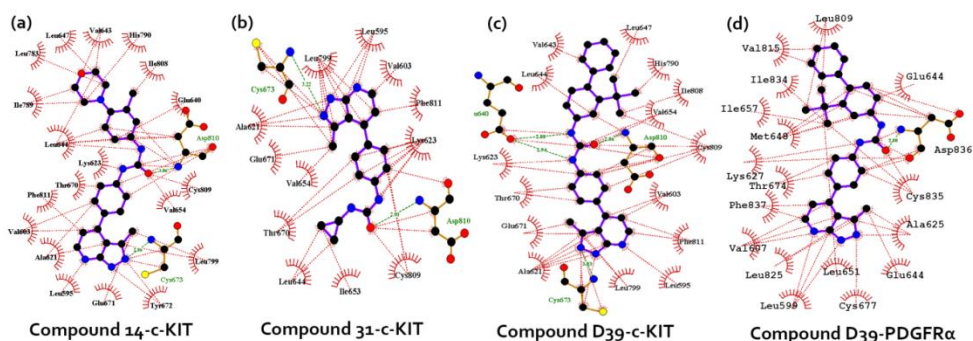 (a)
Leu647
Val643
His790
Leu783
Ile808
Ile789
Glu640
Asp810
Leu644
Lys623
Thr670
Cys809
Phe811
Val654
Val603
Ala621
Leu799
Cys673
Leu595
Glu671
Tyr672
Compound 14-c-KIT
(b)
Leu595
Leu799
Val603
Cys673
Phe811
Ala621
Lys623
Glu671
Val654
Asp810
Thr670
Leu644
Ile653
Cys809
Compound 31-c-KIT
(c)
Leu647
Val643
Leu644
His790
Ile808
Val654
Asp810
Cys809
Lys623
Thr670
Val603
Glu671
Phe811
Ala621
Leu799
Leu595
Cys673
Compound D39-c-KIT
(d)
Leu809
Val815
Ile834
Glu644
Ile657
Met648
Asp836
Lys627
Thr674
Cys835
Phe837
Ala625
Val607
Leu825
Leu651
Glu644
Leu599
Cys677
Compound D39-PDGFRα